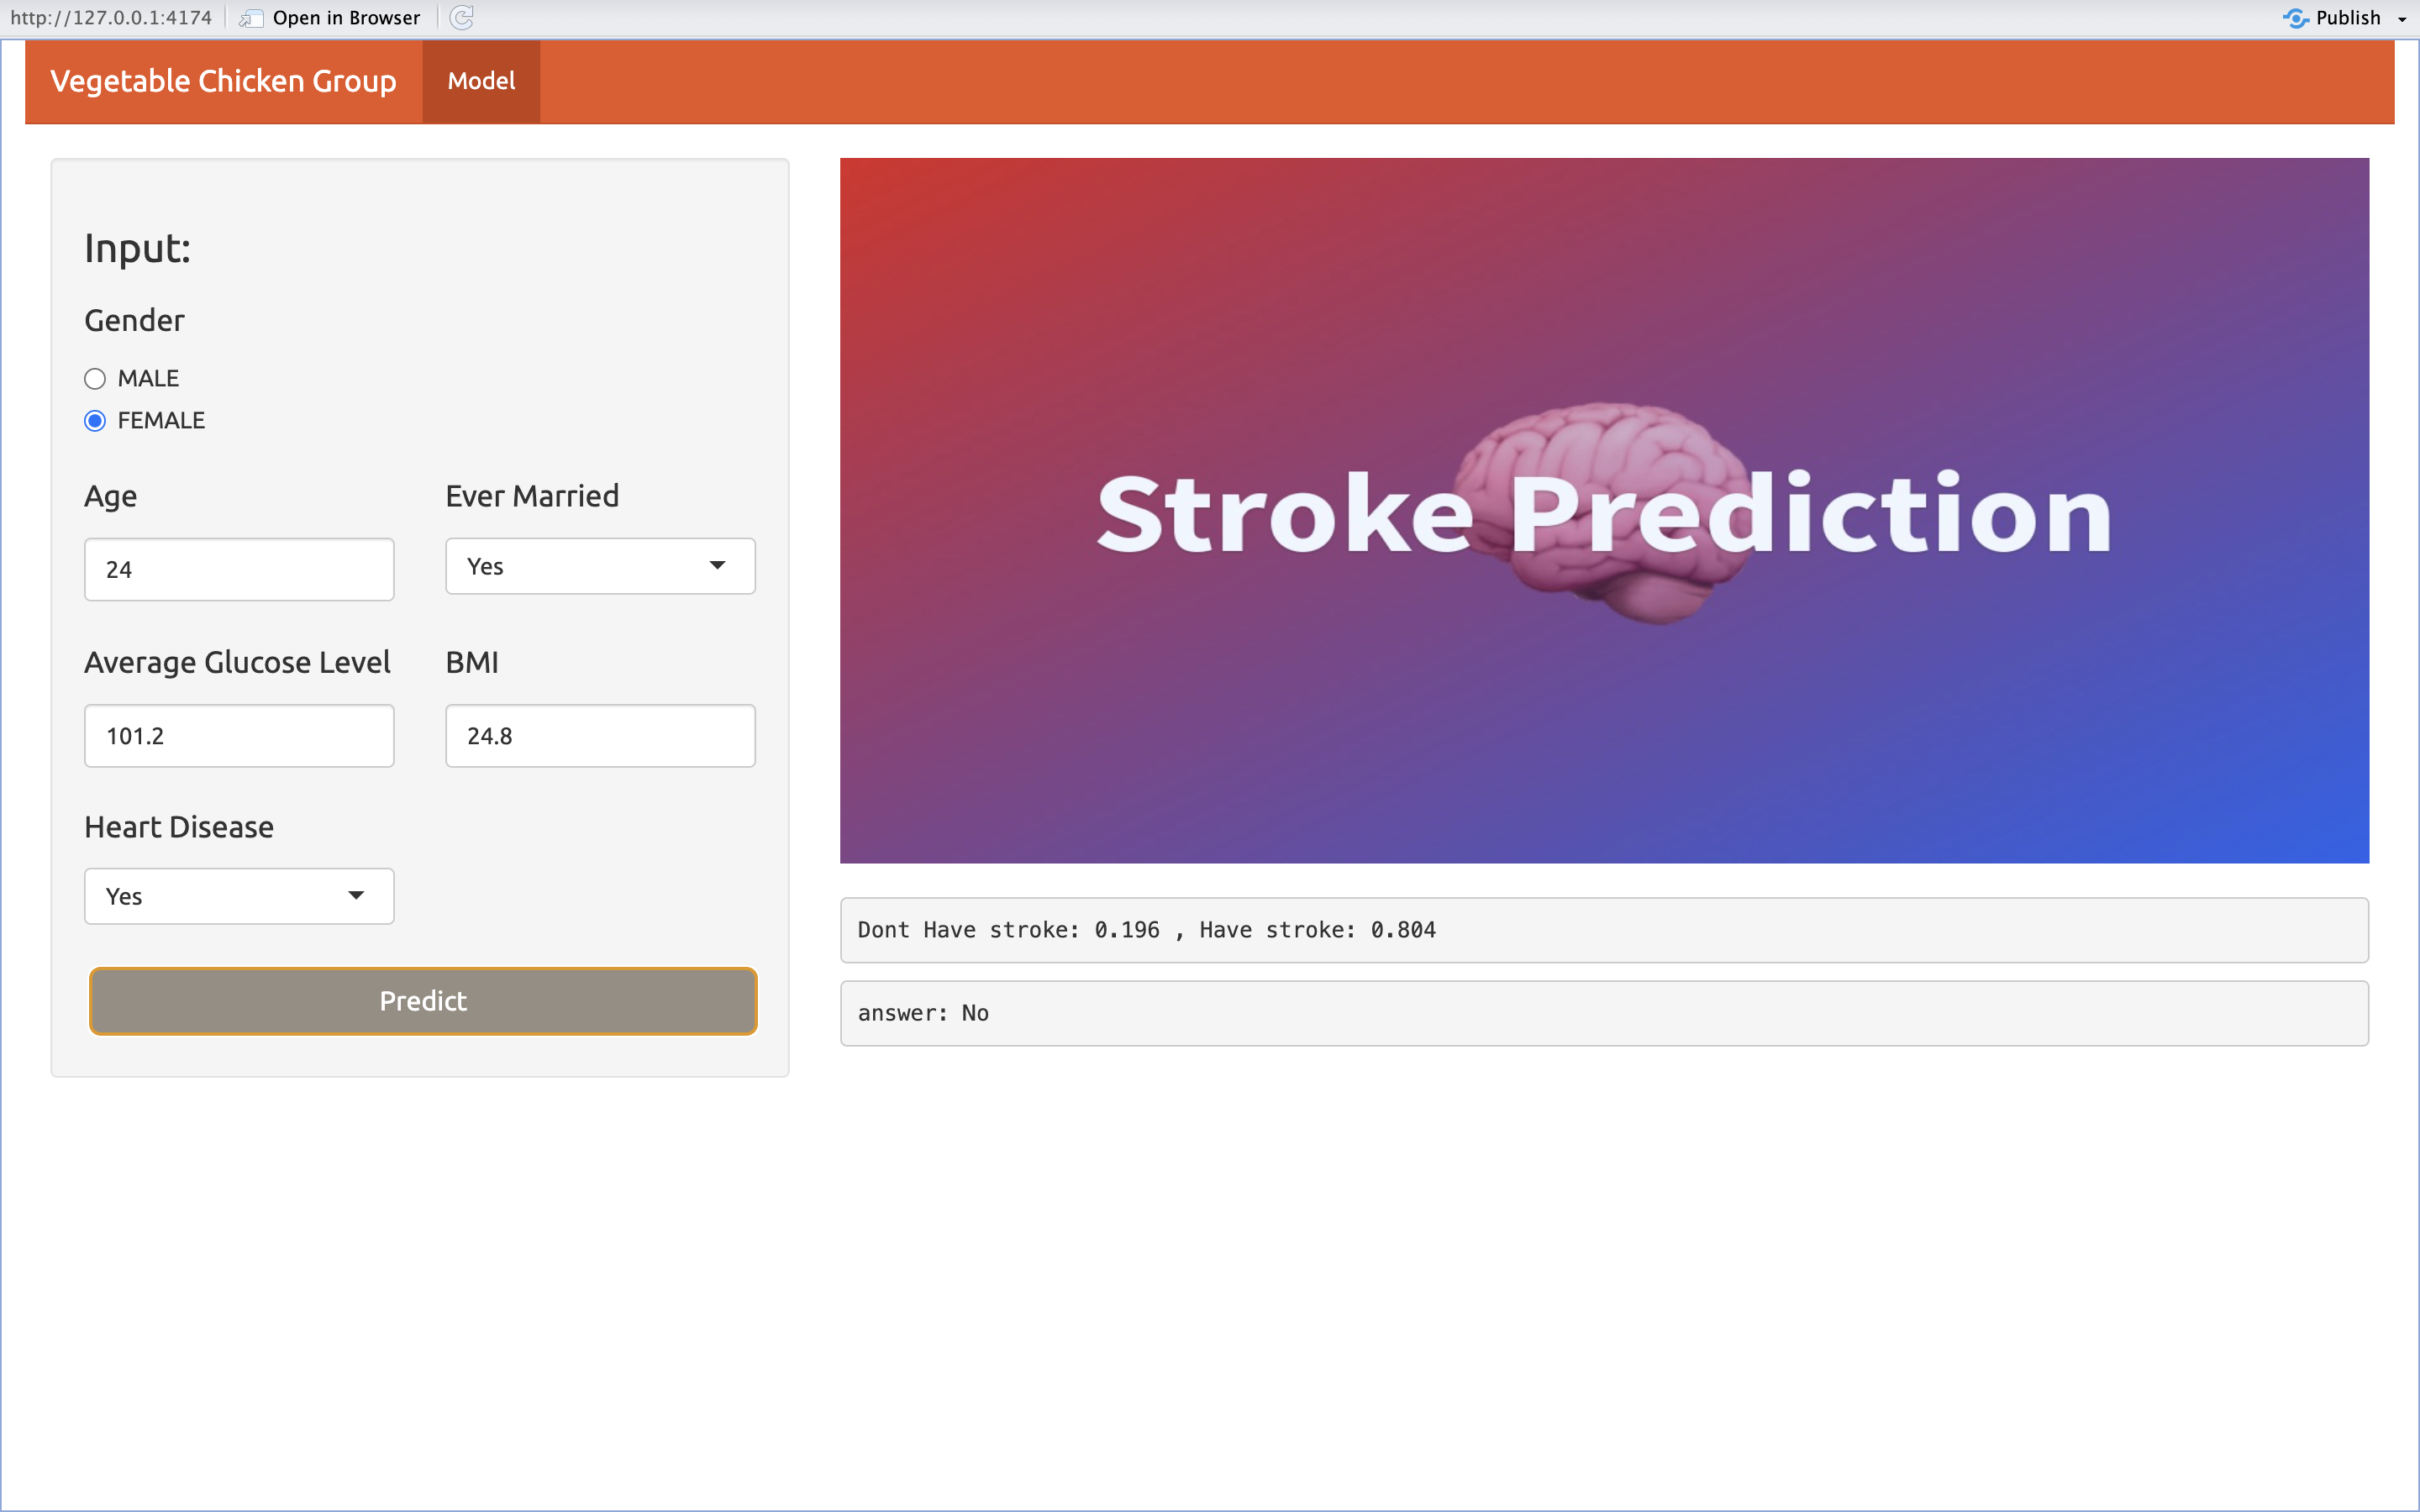 http://127.0.0.1:4174 Open in Browser Publish
Vegetable Chicken Group Model
Input:
Gender
MALE
FEMALE
Age Ever Married
24 Yes
Average Glucose Level BMI
101.2 24.8
Heart Disease
Yes
Predict
Stroke Prediction
Dont Have stroke: 0.196 , Have stroke: 0.804
answer: No